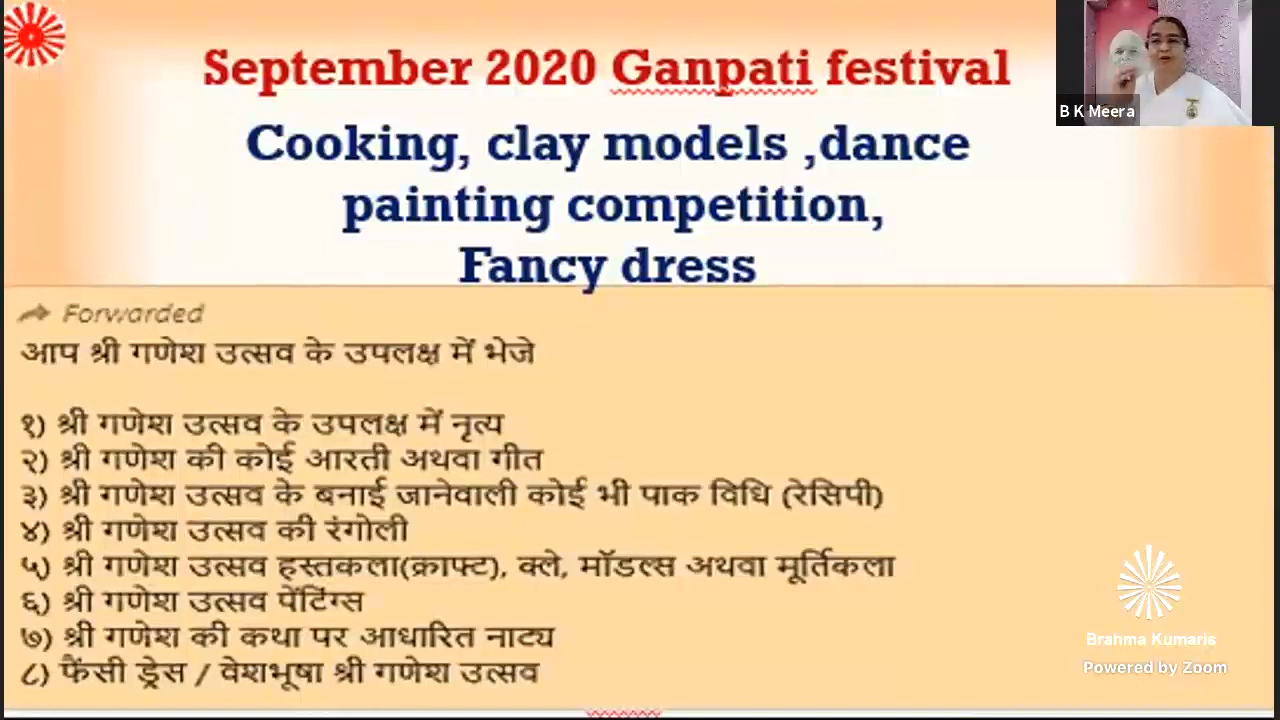 September 2020 Ganpati festival
Cooking, clay models ,dance
painting competition,
Fancy dress
B K Meera
Forwarded
आप श्री गणेश उत्सव के उपलक्ष में भेजे
१) श्री गणेश उत्सव के उपलक्ष में नृत्य
२) श्री गणेश की कोई आरती अथवा गीत
३) श्री गणेश उत्सव के बनाई जानेवाली कोई भी पाक विधि (रेसिपी)
४) श्री गणेश उत्सव की रंगोली
५) श्री गणेश उत्सव हस्तकला(क्राफ्ट), क्ले, मॉडल्स अथवा मूर्तिकला
६) श्री गणेश उत्सव पेंटिंग्स
७) श्री गणेश की कथा पर आधारित नाट्य
८) फैंसी ड्रेस / वेशभूषा श्री गणेश उत्सव
Brahma Kumaris
Powered by Zoom